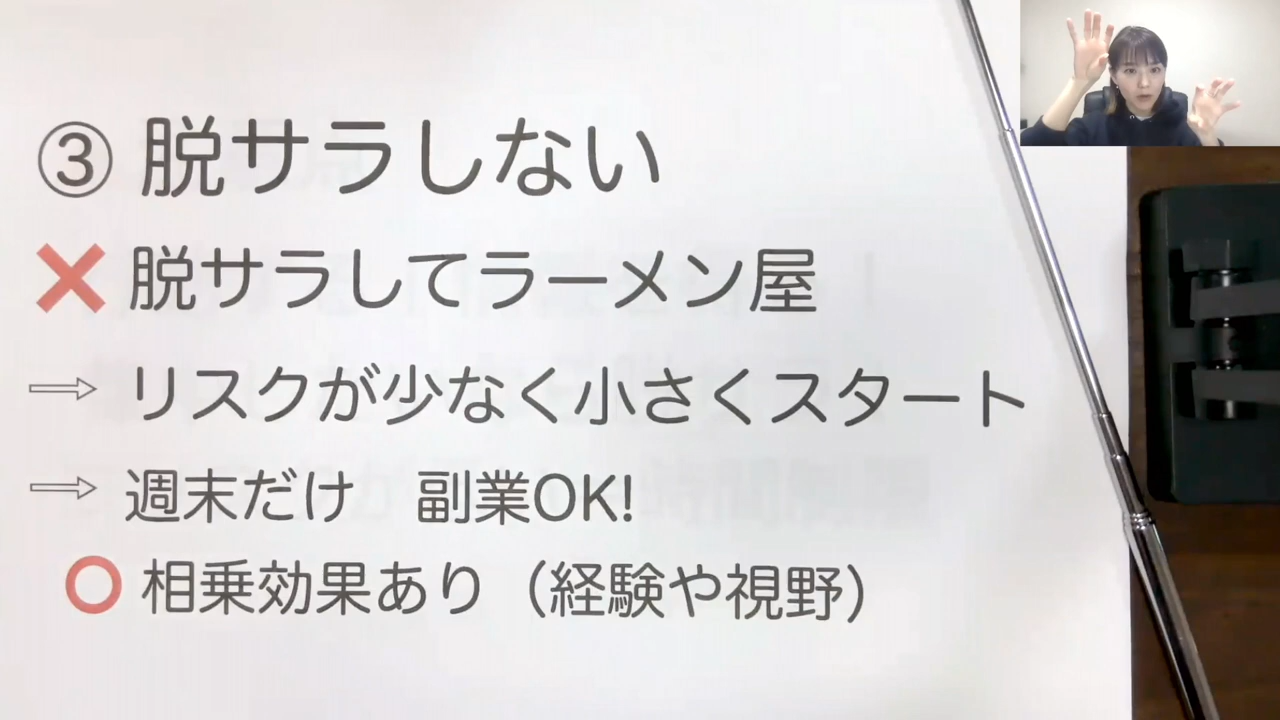 ③ 脱サラしない
❌ 脱サラしてラーメン屋
⇨ リスクが少なく小さくスタート
⇨ 週末だけ 副業OK!
⭕ 相乗効果あり（経験や視野）